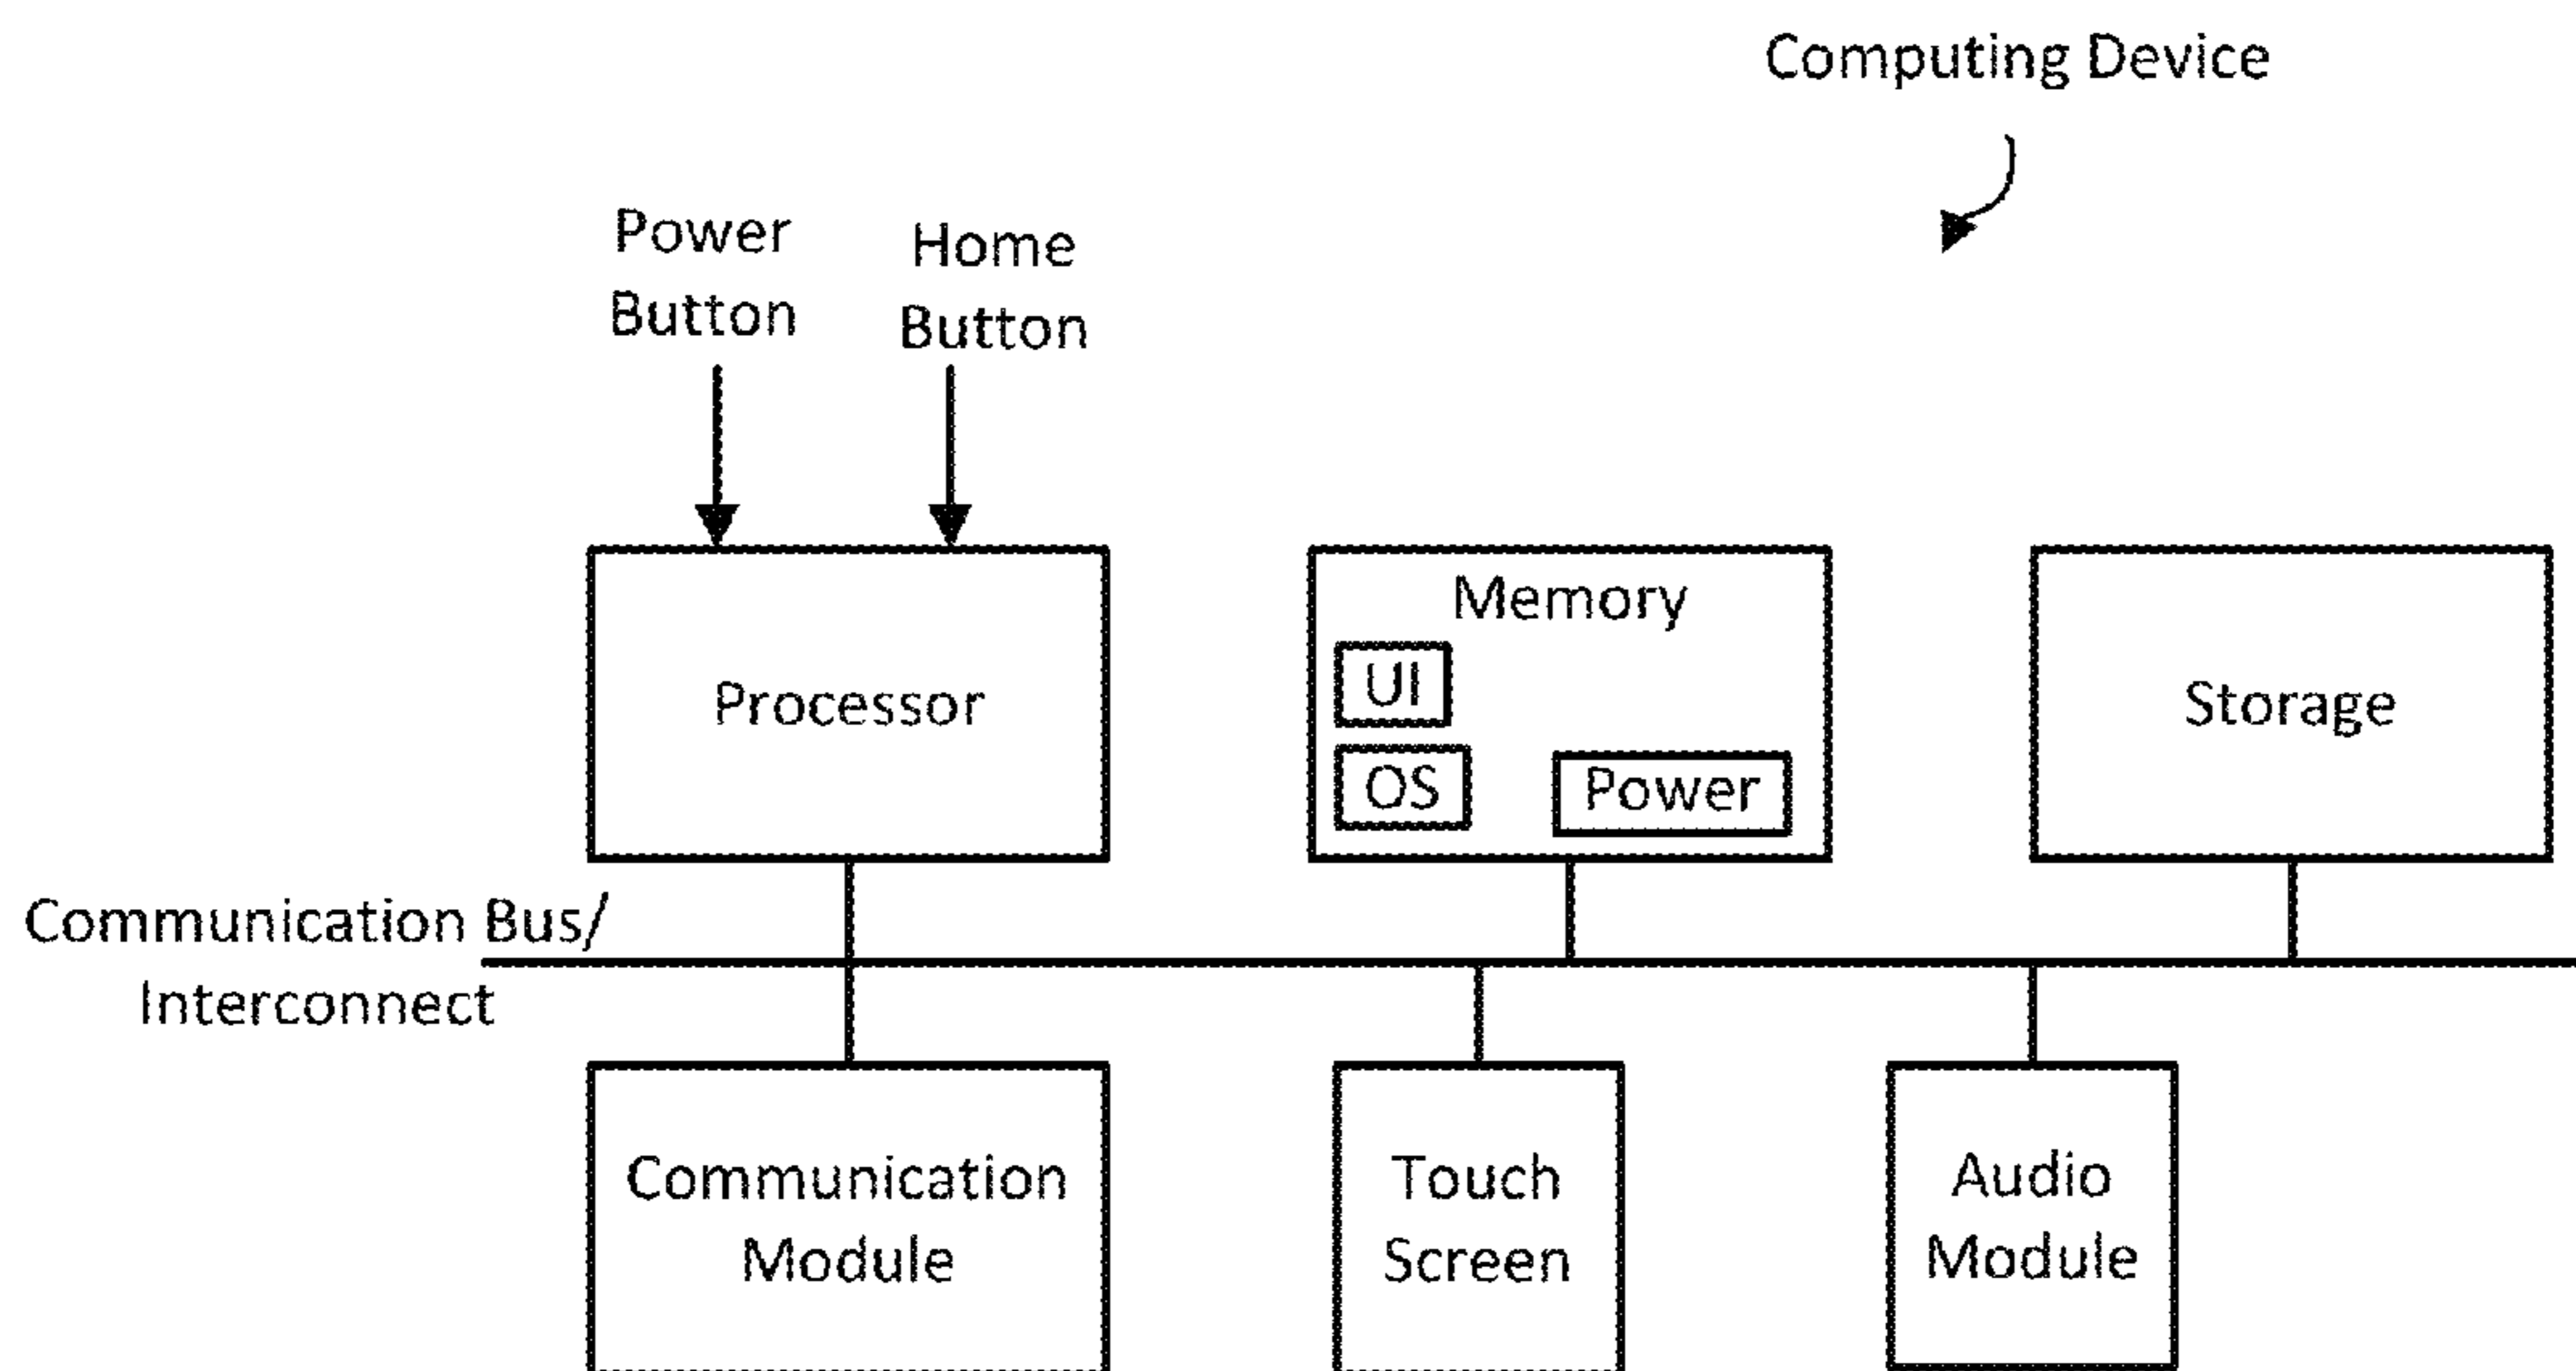 Computing Device
Power
Button
Home
Button
Processor
Memory
UI
OS
Power
Storage
Communication Bus/
Interconnect
Communication
Module
Touch
Screen
Audio
Module